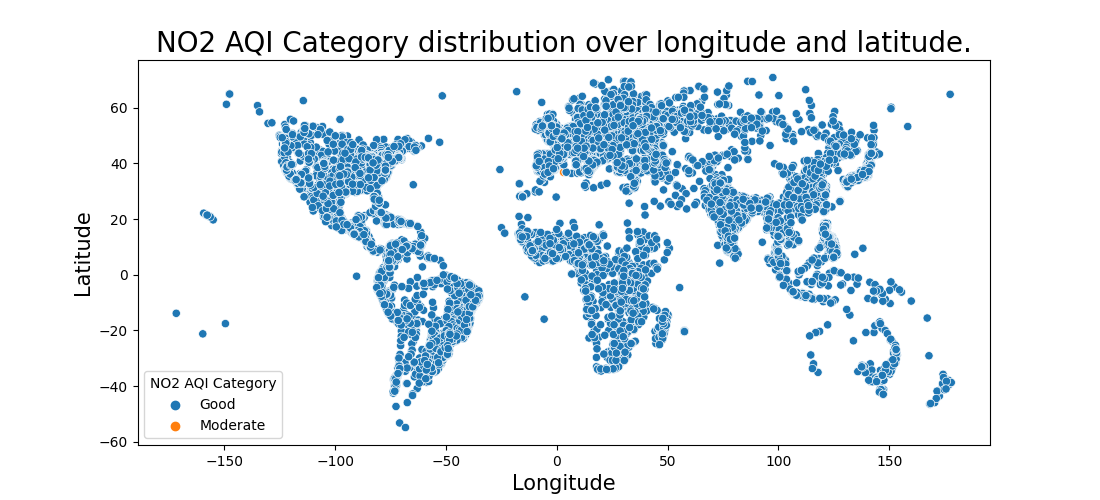 NO2 AQI Category distribution over longitude and latitude.
60
40
20
0
−20
−40
−60
Latitude
NO2 AQI Category
Good
Moderate
−150
−100
−50
0
50
100
150
Longitude